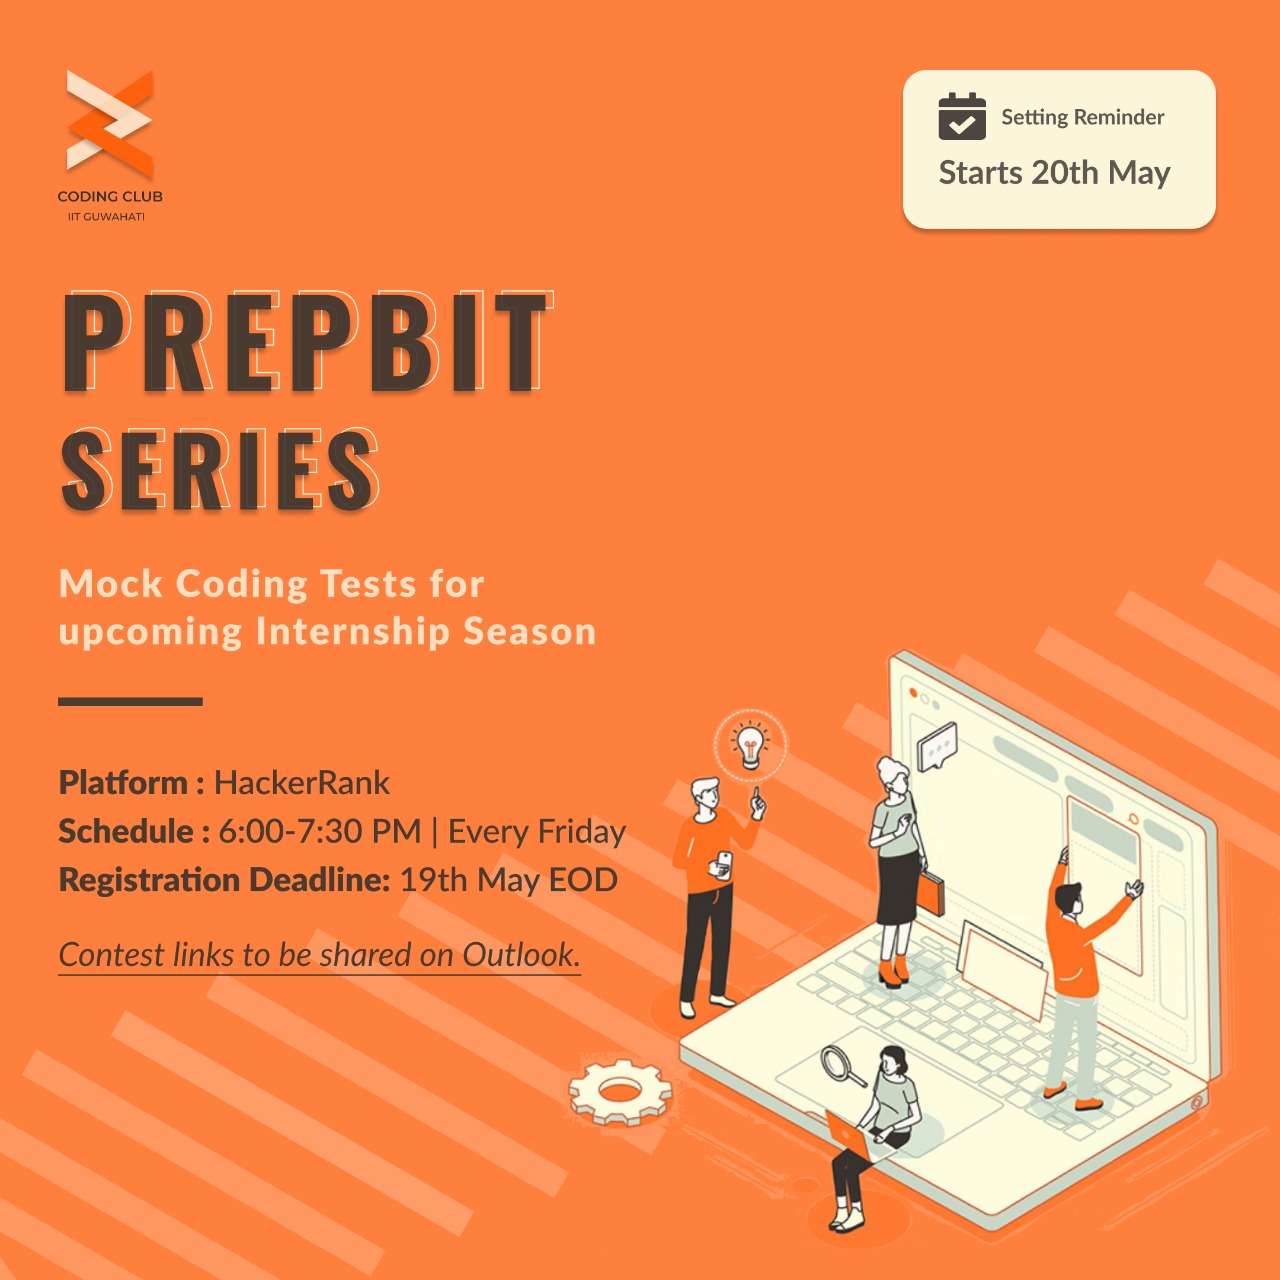 CODING CLUB
IIT GUWAHATI
Setting Reminder
Starts 20th May
PREPBIT
SERIES
Mock Coding Tests for
upcoming Internship Season
Platform : HackerRank
Schedule : 6:00-7:30 PM | Every Friday
Registration Deadline: 19th May EOD
Contest links to be shared on Outlook.